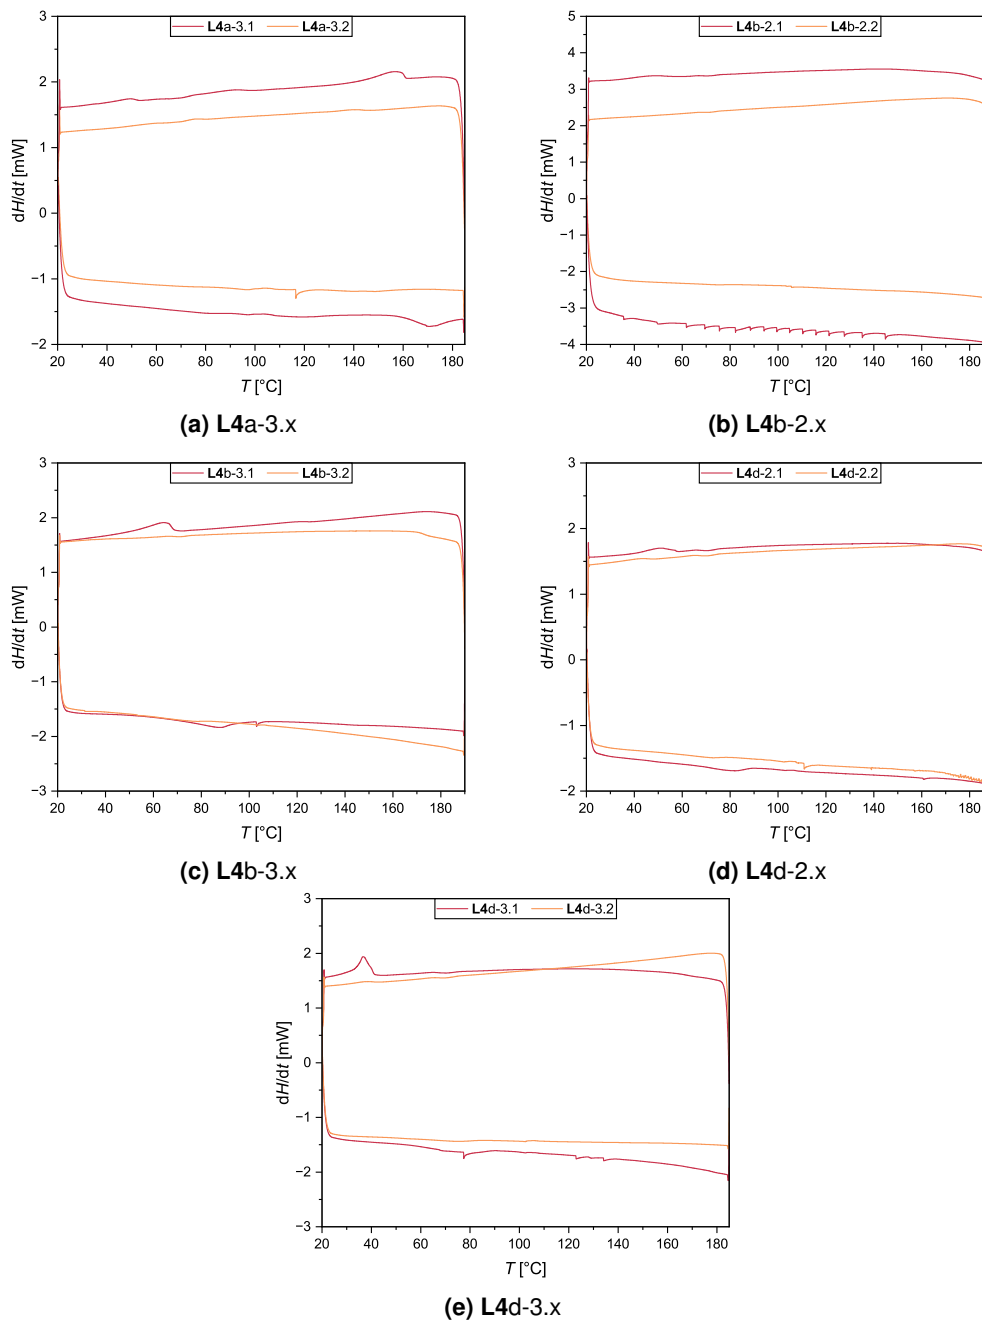 L4a-3.1 L4a-3.2
3
2
1
0
−1
−2
dH/dt [mW]
20 40 60 80 100 120 140 160 180
T [°C]
(a) L4a-3.x
L4b-2.1 L4b-2.2
5
4
3
2
1
0
−1
−2
−3
−4
dH/dt [mW]
20 40 60 80 100 120 140 160 180
T [°C]
(b) L4b-2.x
L4b-3.1 L4b-3.2
3
2
1
0
−1
−2
−3
dH/dt [mW]
20 40 60 80 100 120 140 160 180
T [°C]
(c) L4b-3.x
L4d-2.1 L4d-2.2
3
2
1
0
−1
−2
dH/dt [mW]
20 40 60 80 100 120 140 160 180
T [°C]
(d) L4d-2.x
L4d-3.1 L4d-3.2
3
2
1
0
−1
−2
−3
dH/dt [mW]
20 40 60 80 100 120 140 160 180
T [°C]
(e) L4d-3.x